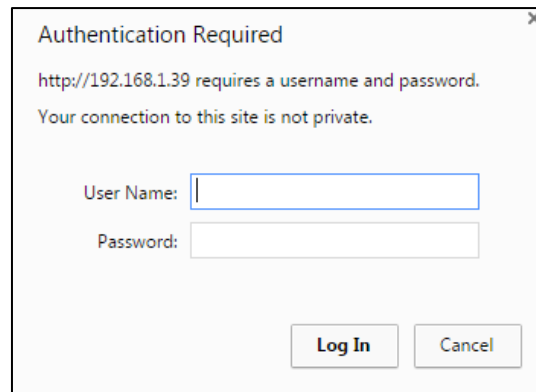 Authentication Required
http://192.168.1.39 requires a username and password.
Your connection to this site is not private.
User Name:
Password:
Log In
Cancel